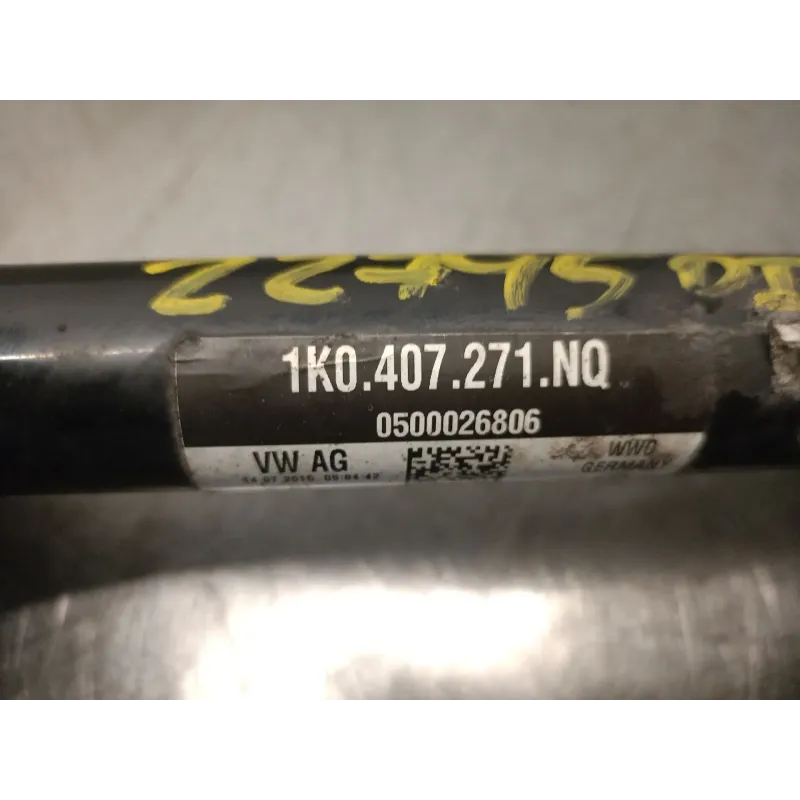 1K0.407.271.NQ
0500026806
VW AG
WWD
GERMANY